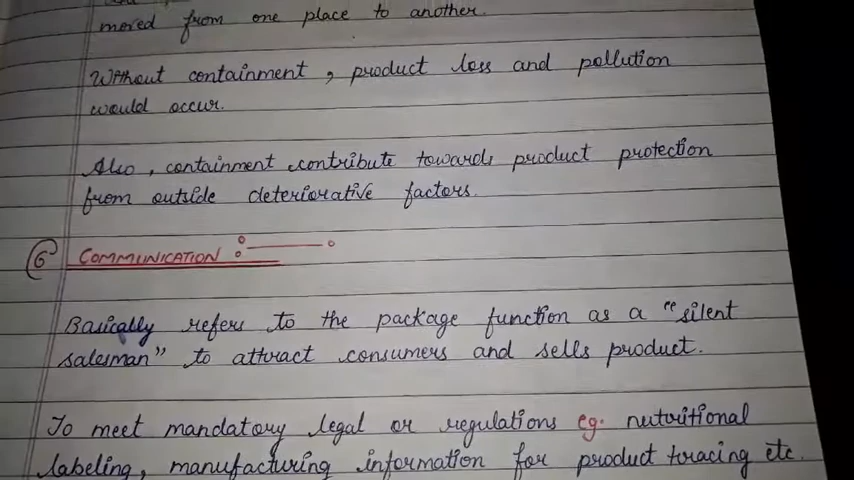 moved from one place to another.
Without containment, product loss and pollution
would occur.
Also, containment contribute towards product protection
from outside deteriorative factors.
6 COMMUNICATION :-
Basically refers to the package function as a "silent
salesman" to attract consumers and sells product.
To meet mandatory legal or regulations eg. nutritional
labeling, manufacturing information for product tracing etc.